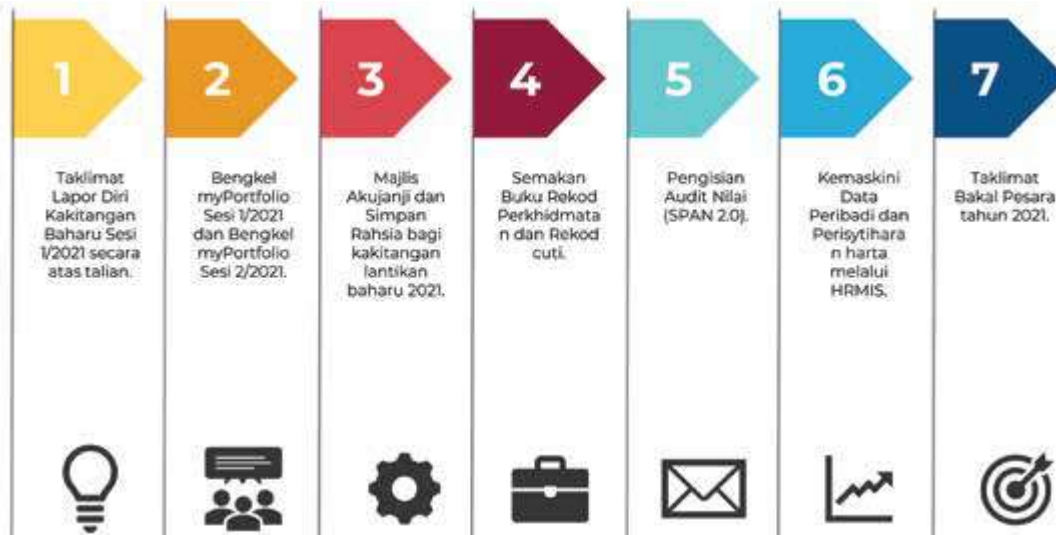 1
Taklimat
Lapor Diri
Kakitangan
Baharu Sesi
1/2021 secara
atas talian.
2
Bengkel
myPortfolio
Sesi 1/2021
dan Bengkel
myPortfolio
Sesi 2/2021.
3
Majlis
Akujanji dan
Simpan
Rahsia bagi
kakitangan
lantikan
baharu 2021.
4
Semakan
Buku Rekod
Perkhidmata
n dan Rekod
cuti.
5
Pengisian
Audit Nilai
(SPAN 2.0).
6
Kemaskini
Data
Peribadi dan
Perisytihara
n harta
melalui
HRMIS.
7
Taklimat
Bakal Pesara
tahun 2021.